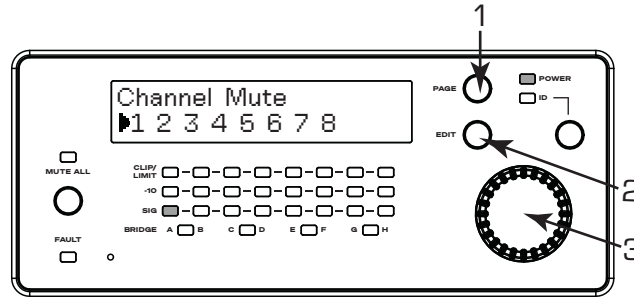 1
PAGE
POWER
ID
Channel Mute
1 2 3 4 5 6 7 8
EDIT
MUTE ALL
CLIP/
LIMIT
-10
SIG
BRIDGE A B C D E F G H
FAULT
2
3